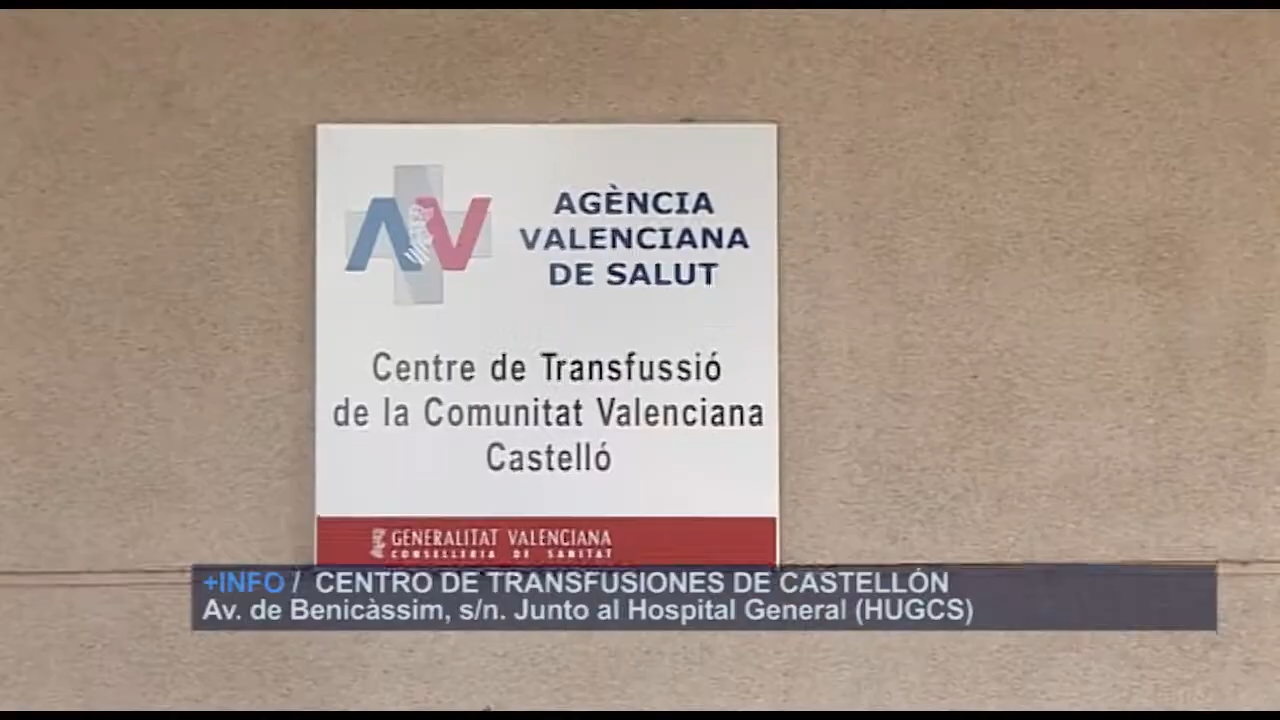 AV
AGÈNCIA
VALENCIANA
DE SALUT
Centre de Transfussió
de la Comunitat Valenciana
Castelló
GENERALITAT VALENCIANA
CONSELLERIA DE SANITAT
+INFO / CENTRO DE TRANSFUSIONES DE CASTELLÓN
Av. de Benicàssim, s/n. Junto al Hospital General (HUGCS)